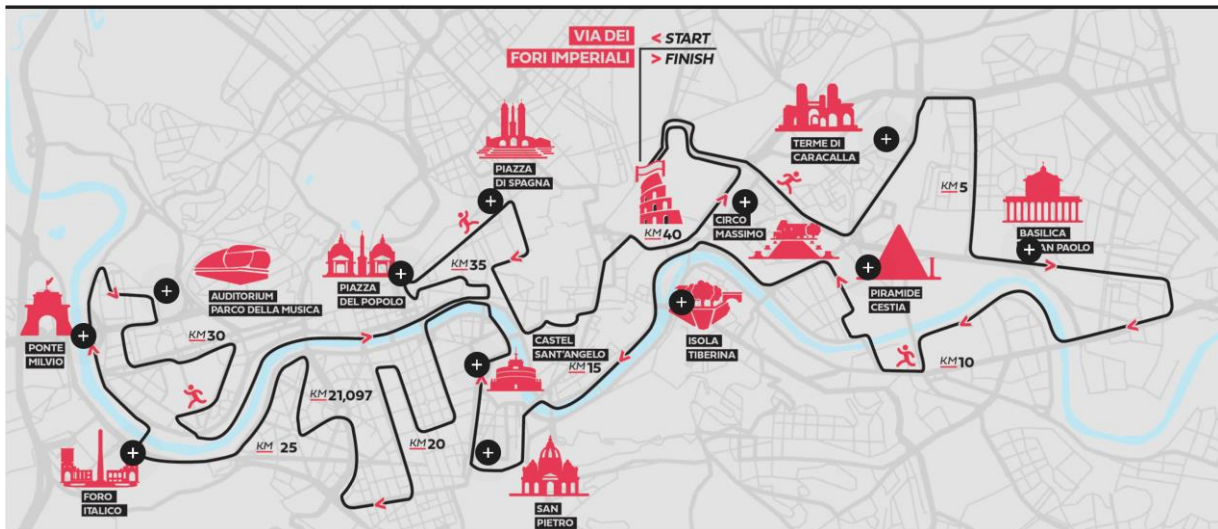 VIA DEI
FORI IMPERIALI
< START
> FINISH
TERME DI
CARACALLA
PIAZZA
DI SPAGNA
KM 5
BASILICA
AN PAOLO
CIRCO
MASSIMO
KM 40
KM 35
AUDITORIUM
PARCO DELLA MUSICA
PIAZZA
DEL POPOLO
PIRAMIDE
CESTIA
KM 30
PONTE
MILVIO
CASTEL
SANT'ANGELO
ISOLA
TIBERINA
KM 15
KM 10
KM 21,097
KM 20
KM 25
FORO
ITALICO
SAN
PIETRO